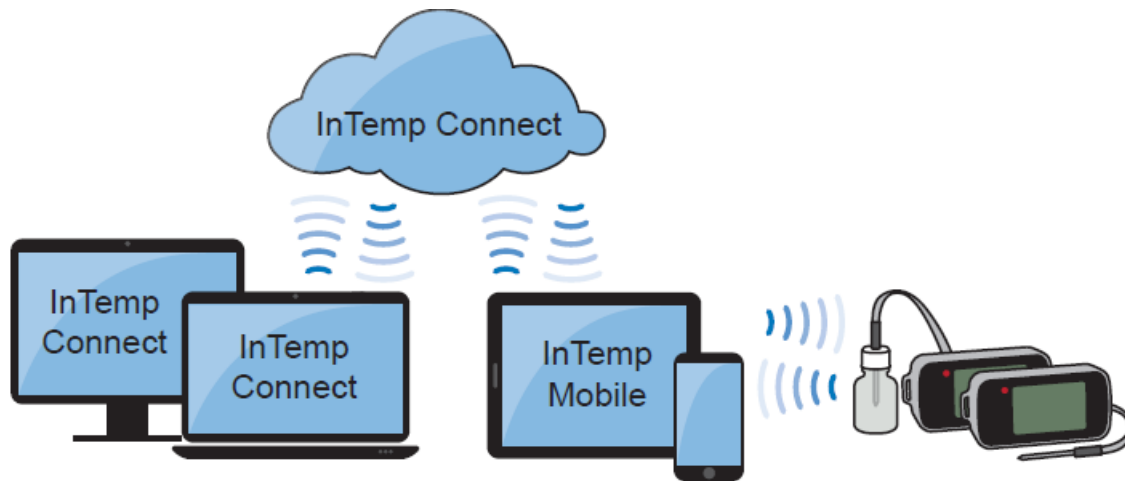 InTemp Connect
InTemp
Connect
InTemp
Connect
InTemp
Mobile